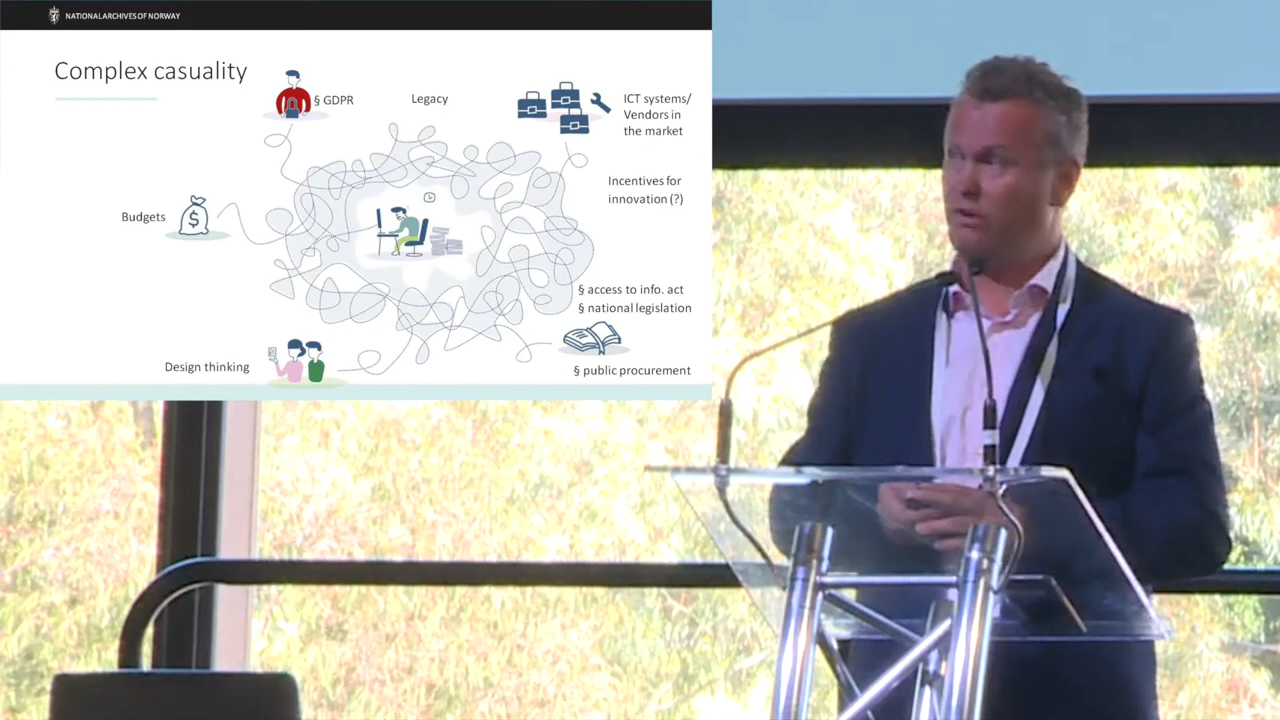 NATIONAL ARCHIVES OF NORWAY
Complex casuality
§ GDPR
Legacy
ICT systems/
Vendors in
the market
Incentives for
innovation (?)
Budgets
$
§ access to info. act
§ national legislation
Design thinking
§ public procurement